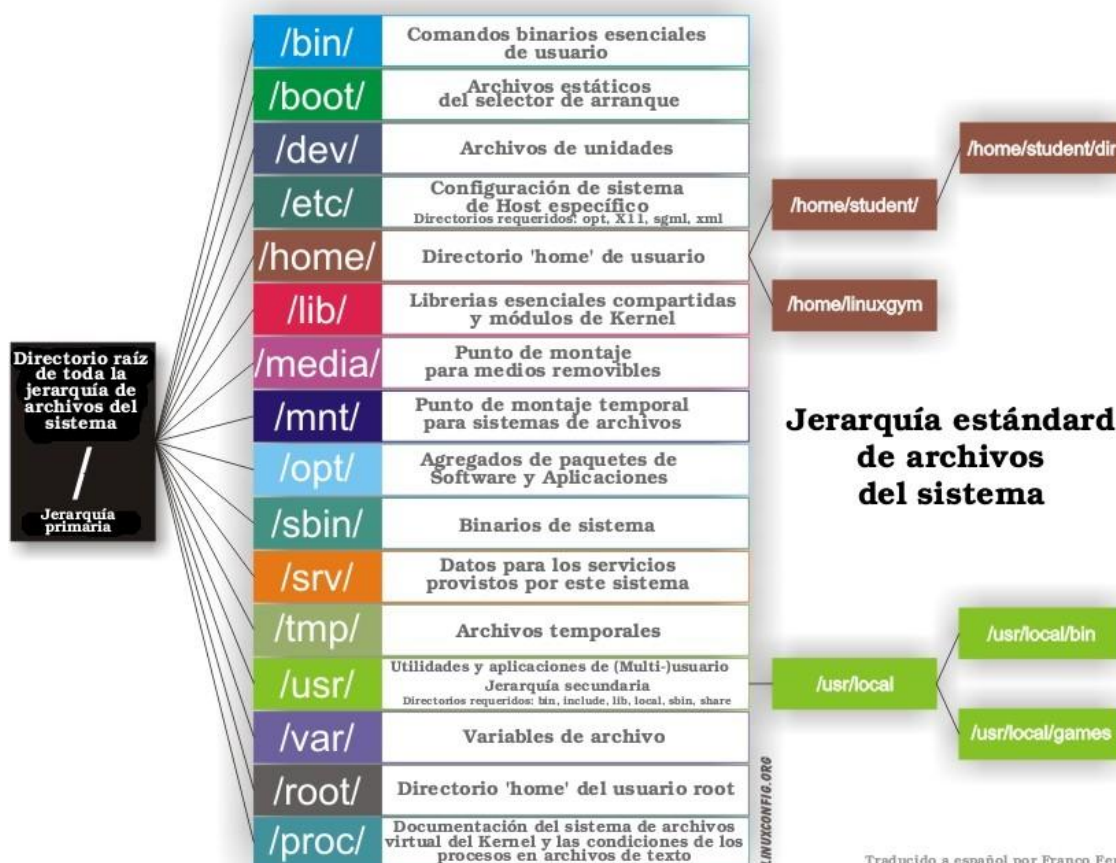 Directorio raíz
de toda la
jerarquía de
archivos del
sistema
/
Jerarquía
primaria
/bin/
Comandos binarios esenciales
de usuario
/boot/
Archivos estáticos
del selector de arranque
/dev/
Archivos de unidades
/etc/
Configuración de sistema
de Host específico
Directorios requeridos: opt, X11, sgml, xml
/home/
Directorio 'home' de usuario
/lib/
Librerias esenciales compartidas
y módulos de Kernel
/media/
Punto de montaje
para medios removibles
/mnt/
Punto de montaje temporal
para sistemas de archivos
/opt/
Agregados de paquetes de
Software y Aplicaciones
/sbin/
Binarios de sistema
/srv/
Datos para los servicios
provistos por este sistema
/tmp/
Archivos temporales
/usr/
Utilidades y aplicaciones de (Multi-)usuario
Jerarquía secundaria
Directorios requeridos: bin, include, lib, local, sbin, share
/var/
Variables de archivo
/root/
Directorio 'home' del usuario root
/proc/
Documentación del sistema de archivos
virtual del Kernel y las condiciones de los
procesos en archivos de texto
/home/student/
/home/student/dir
/home/linuxgym
Jerarquía estándard
de archivos
del sistema
/usr/local
/usr/local/bin
/usr/local/games
.LINUXCONFIG.ORG
Traducido a español por Franco